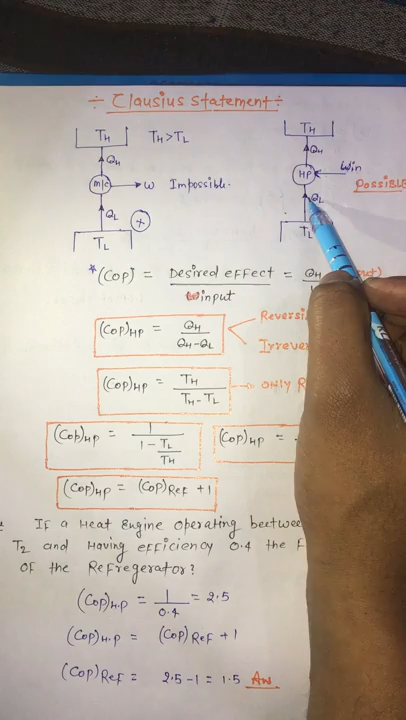 ÷ Clausius Statement ÷
TH TH > TL TH
QH QH
M/C W Impossible. HP Win
POSSIBLE
QL QL
TL TL
*(COP) = Desired effect / input = QH
(COP)HP = QH / QH - QL
(COP)HP = TH / TH - TL ONLY
(COP)HP = 1 / 1 - TL/TH (COP)HP =
(COP)HP = (COP)REF + 1
If a Heat Engine operating
T2 and Having efficiency 0.4 the
of the Refregerator?
(COP)H.P = 1 / 0.4 = 2.5
(COP)H.P = (COP)REF + 1
(COP)REF = 2.5 - 1 = 1.5 Ans